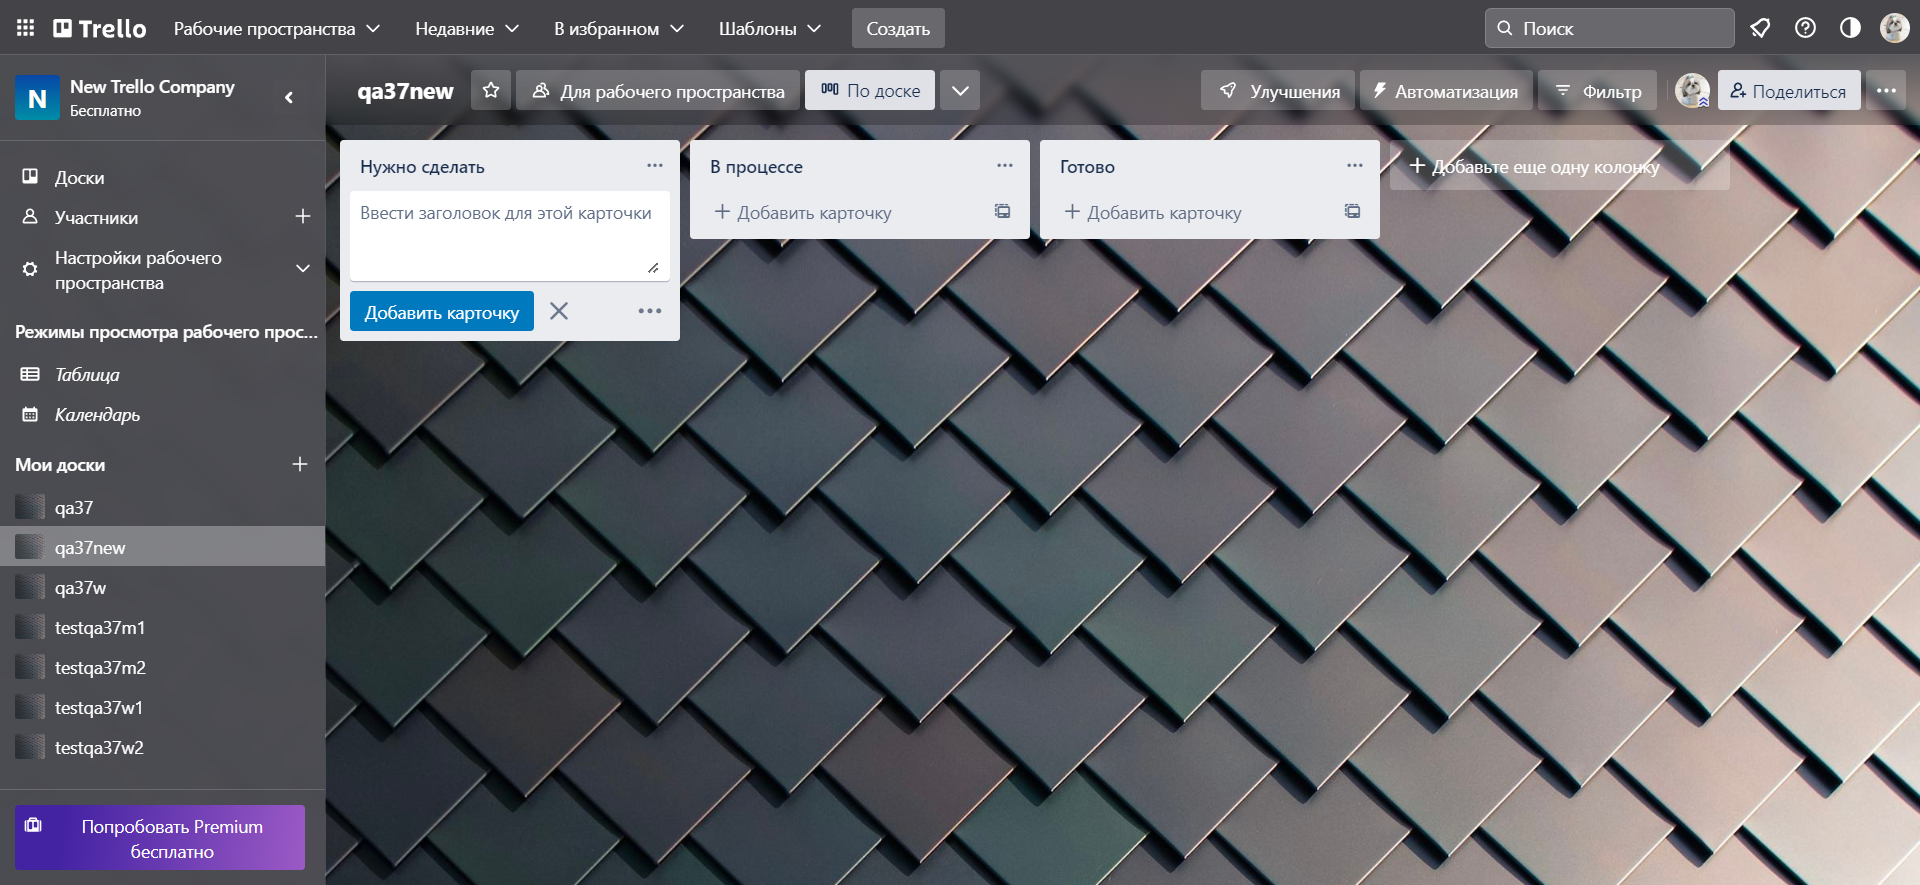 Trello
Рабочие пространства
Недавние
В избранном
Шаблоны
Создать
Поиск
N
New Trello Company
Бесплатно
qa37new
Для рабочего пространства
По доске
Улучшения
Автоматизация
Фильтр
Поделиться
Доски
Участники
Настройки рабочего
пространства
Режимы просмотра рабочего прос...
Таблица
Календарь
Мои доски
qa37
qa37new
qa37w
testqa37m1
testqa37m2
testqa37w1
testqa37w2
Попробовать Premium
бесплатно
Нужно сделать
Ввести заголовок для этой карточки
Добавить карточку
В процессе
Добавить карточку
Готово
Добавить карточку
Добавьте еще одну колонку